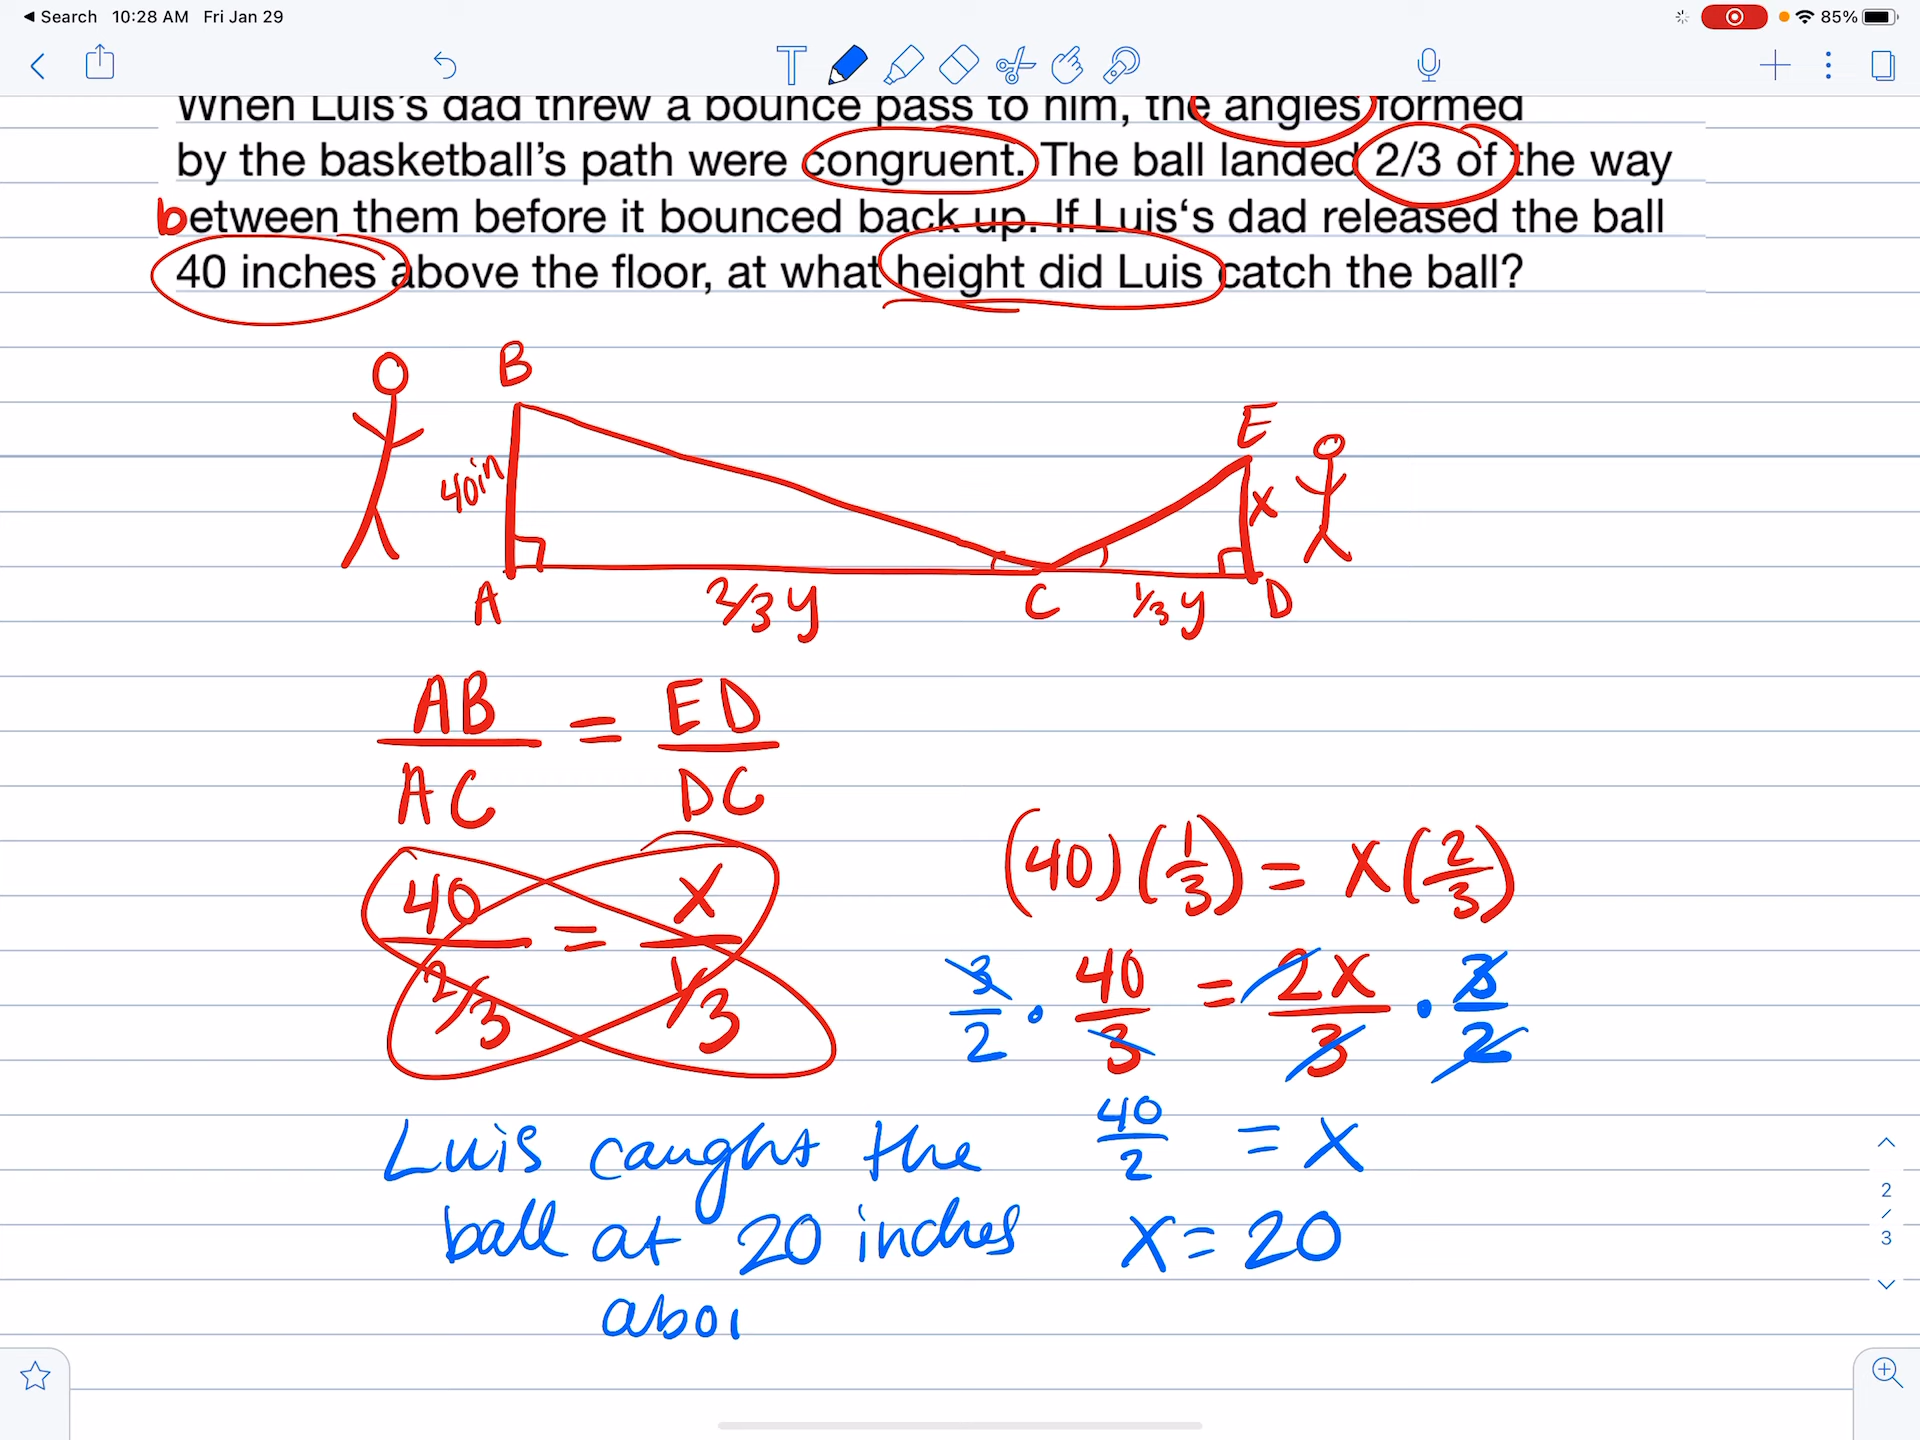 Search 10:28 AM Fri Jan 29 85%
T
When Luis's dad threw a bounce pass to him, the angles formed
by the basketball's path were congruent. The ball landed 2/3 of the way
between them before it bounced back up. If Luis‘s dad released the ball
40 inches above the floor, at what height did Luis catch the ball?
B
E
40in
x
A 2/3 y C 1/3 y D
AB/AC = ED/DC
40/2/3 = x/1/3
(40)(1/3) = x(2/3)
3/2 · 40/3 = 2x/3 · 3/2
40/2 = x
x = 20
Luis caught the
ball at 20 inches
abov
2/3